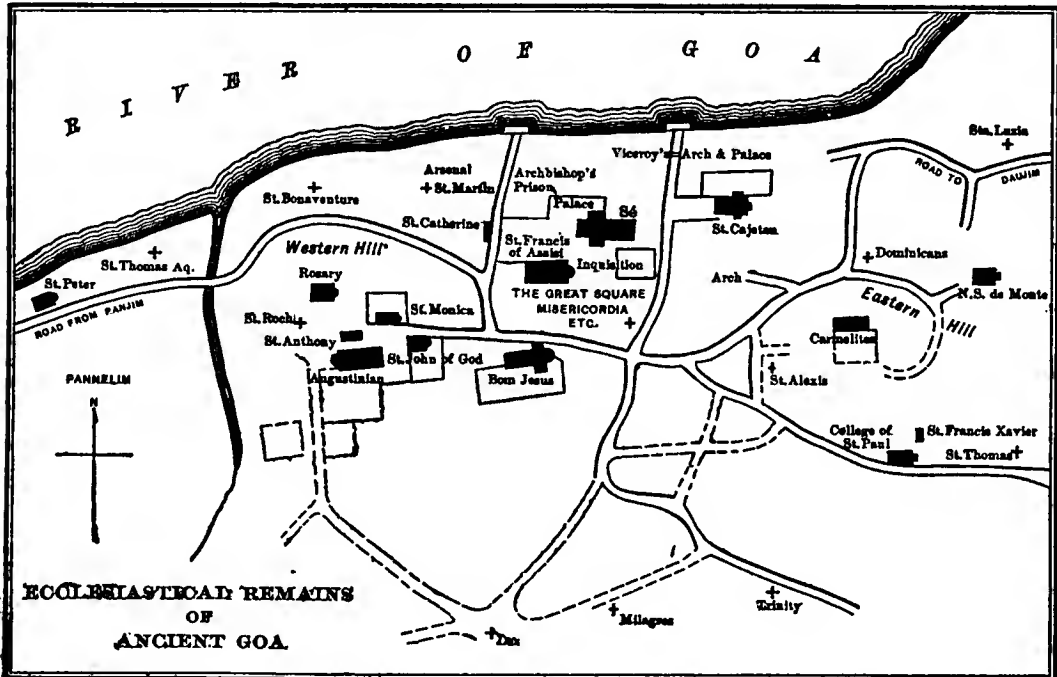 RIVER OF GOA
Sta. Luzia
Viceroy's Arch & Palace
ROAD TO DAUJIM
Arsenal
St. Martin
Archbishop's
Prison
Palace
St. Bonaventure
Sé
St. Catherine
St. Cajetan
St. Francis
of Assisi
Western Hill
Dominicans
St. Thomas Aq.
Inquisition
Rosary
Arch
St. Peter
N.S. de Monte
THE GREAT SQUARE
MISERICORDIA
ETC.
Eastern
Hill
St. Monica
ROAD FROM PANJIM
St. Roch
Carmelites
St. Anthony
St. John of God
Augustinian
Bom Jesus
PANNELIM
St. Alexis
N
College of
St. Paul
St. Francis Xavier
St. Thomas
ECCLESIASTICAL REMAINS
OF
ANCIENT GOA
Trinity
Milagres